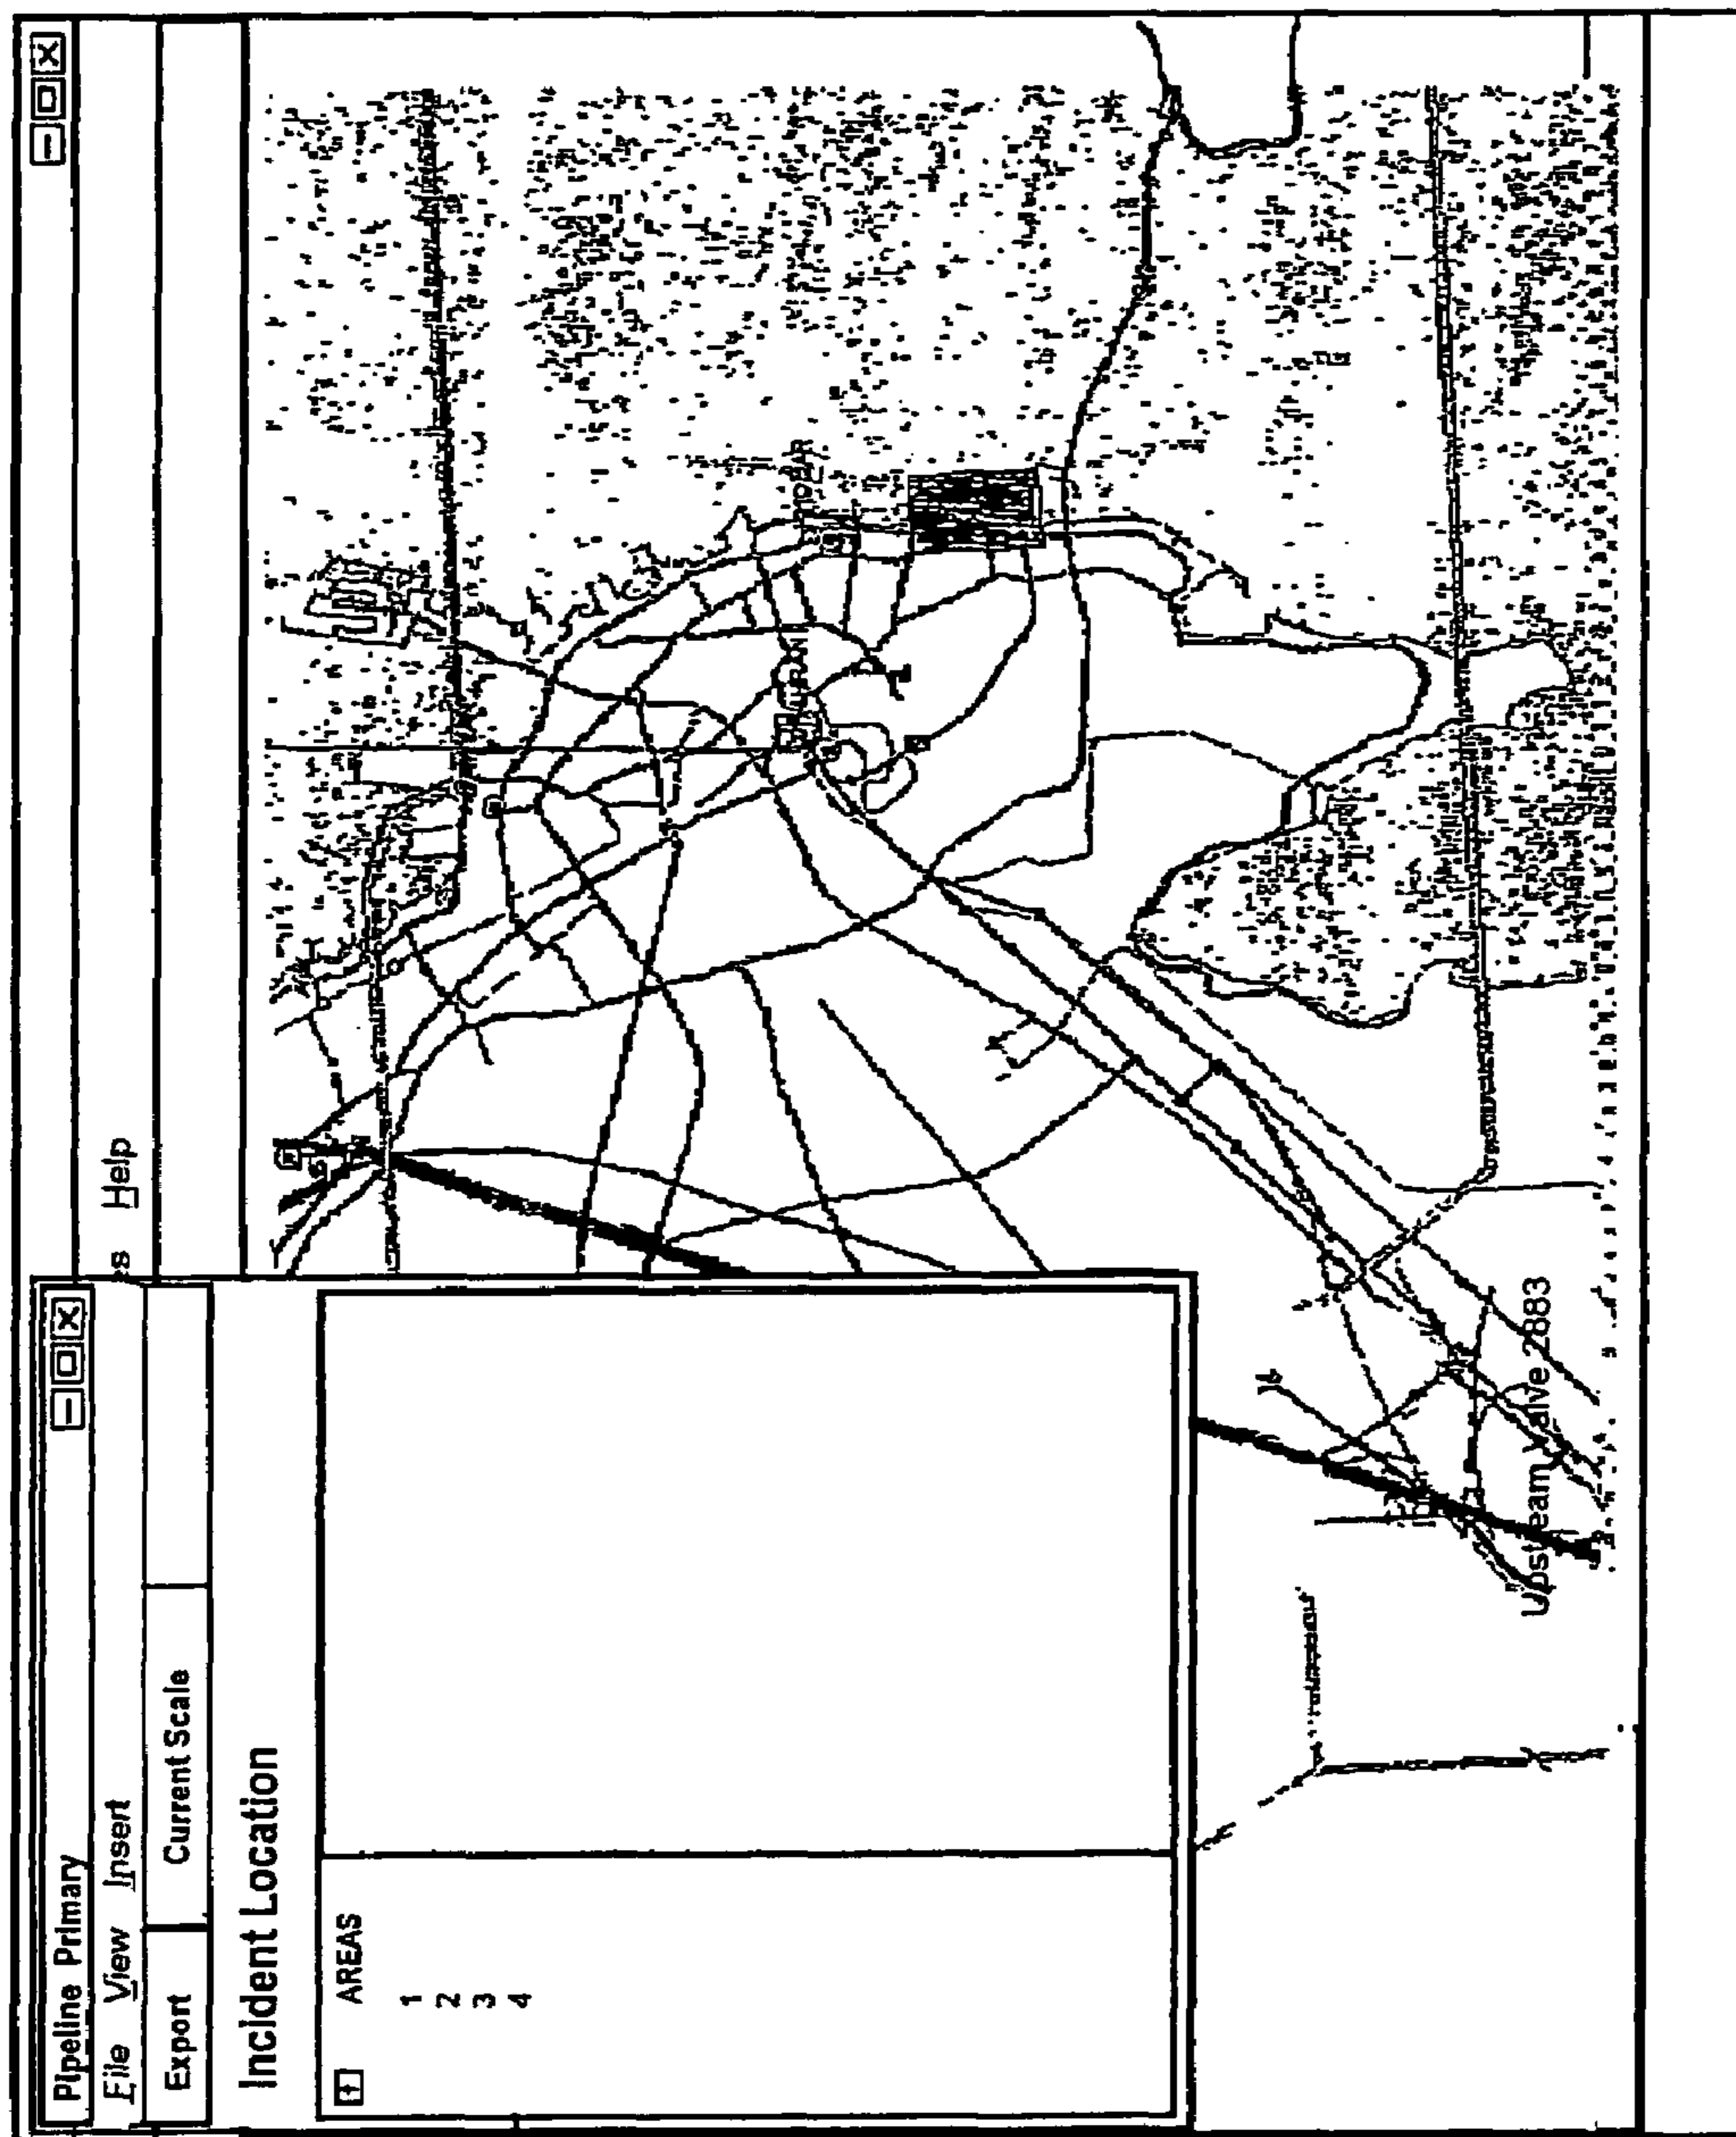 Pipeline Primary
File View Insert
es Help
Export Current Scale
Incident Location
AREAS
1
2
3
4
Upstream Valve 2883